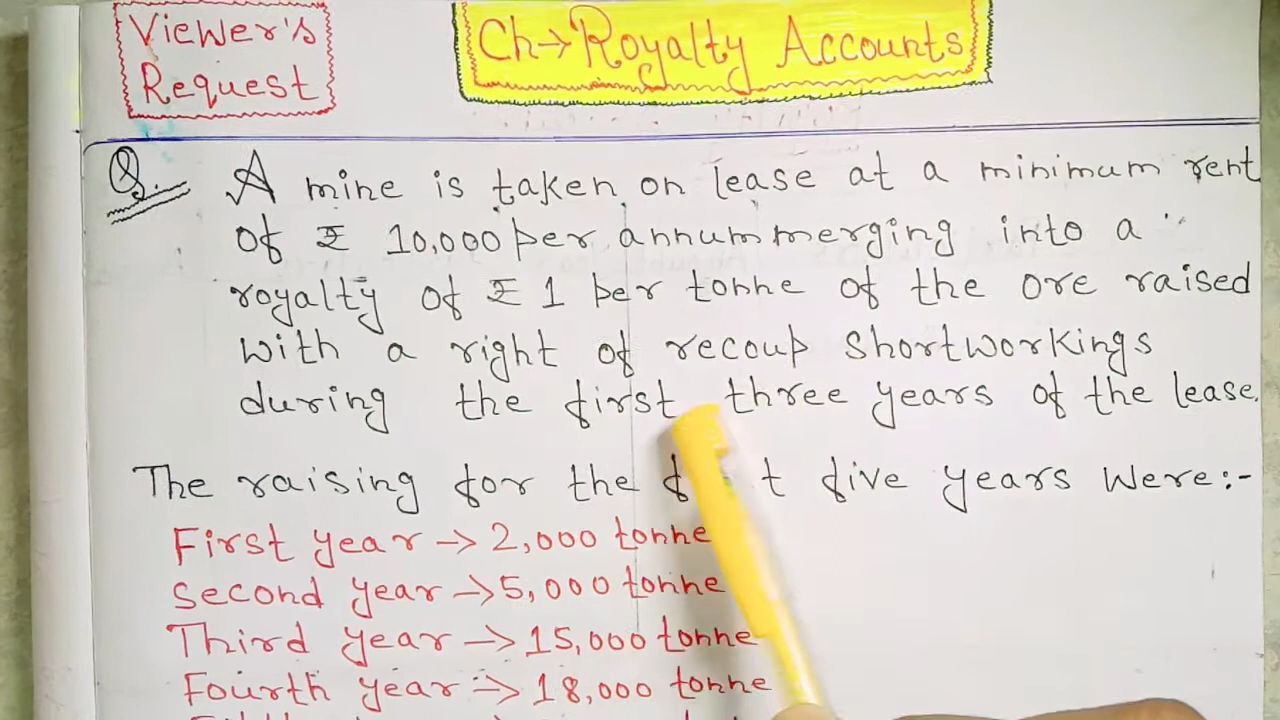 Viewer's
Request
Ch→Royalty Accounts
Q. A mine is taken on lease at a minimum rent
of ₹ 10,000 per annum merging into a
royalty of ₹ 1 per tonne of the ore raised
with a right of recoup shortworkings
during the first three years of the lease.
The raising for the five years were:-
First year → 2,000 tonne
Second year → 5,000 tonne
Third year → 15,000 tonne
Fourth year → 18,000 tonne